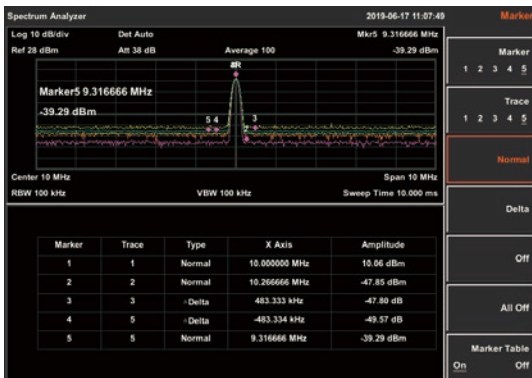 Spectrum Analyzer 2019-06-17 11:07:49 Marker
Log 10 dB/div Det Auto Mkr5 9.316666 MHz
Ref 28 dBm Att 38 dB Average 100 -39.29 dBm
Marker5 9.316666 MHz
-39.29 dBm
5 4 3
Center 10 MHz Span 10 MHz
RBW 100 kHz VBW 100 kHz Sweep Time 10.000 ms
Marker Trace Type X Axis Amplitude
1 1 Normal 10.000000 MHz 10.06 dBm
2 2 Normal 10.266666 MHz -47.85 dBm
3 3 ▵Delta 483.333 kHz -47.80 dB
4 5 ▵Delta -483.334 kHz -49.57 dB
5 5 Normal 9.316666 MHz -39.29 dBm
Marker
1 2 3 4 5
Trace
1 2 3 4 5
Normal
Delta
Off
All Off
Marker Table
On Off